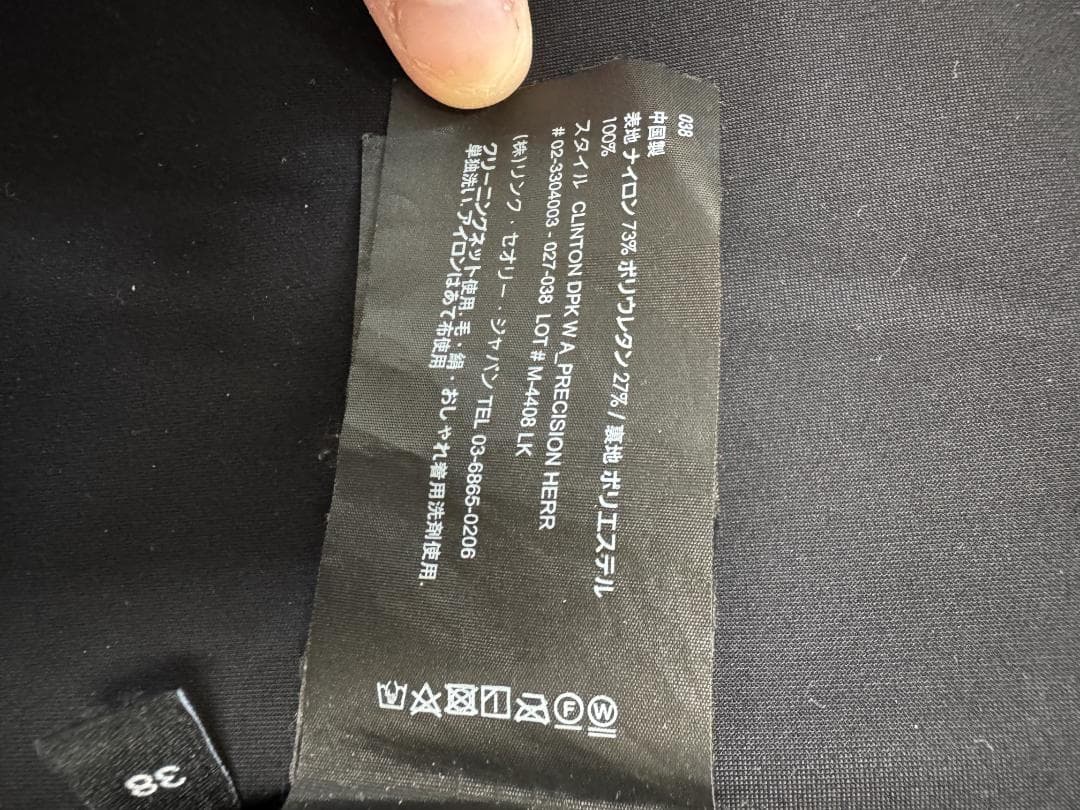 038
中国製
表地 ナイロン 73% ポリウレタン 27% / 裏地 ポリエステル
100%
スタイル CLINTON DPK W A_PRECISION HERR
# 02-3304003 - 027-038 LOT # M-4408 LK
(株)リンク・セオリー・ジャパン TEL 03-6865-0206
クリーニングネット使用. 毛・絹・おしゃれ着用洗剤使用.
単独洗い. アイロンはあて布使用
W
F
38